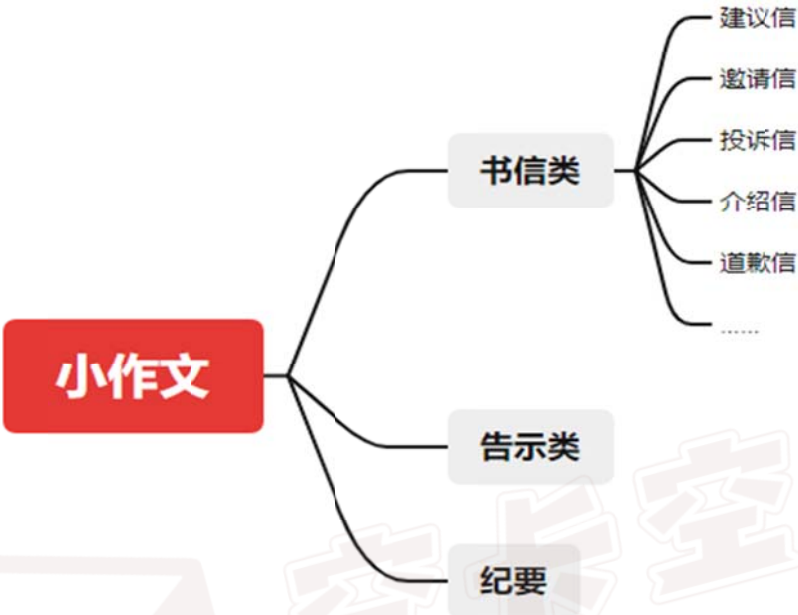 小作文
书信类
建议信
邀请信
投诉信
介绍信
道歉信
......
告示类
纪要